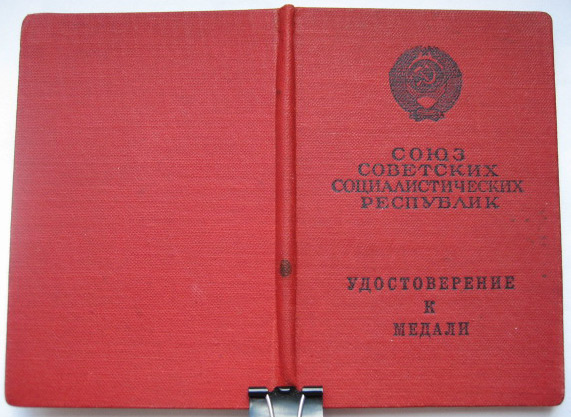 СОЮЗ
СОВЕТСКИХ
СОЦИАЛИСТИЧЕСКИХ
РЕСПУБЛИК
УДОСТОВЕРЕНИЕ
К
МЕДАЛИ